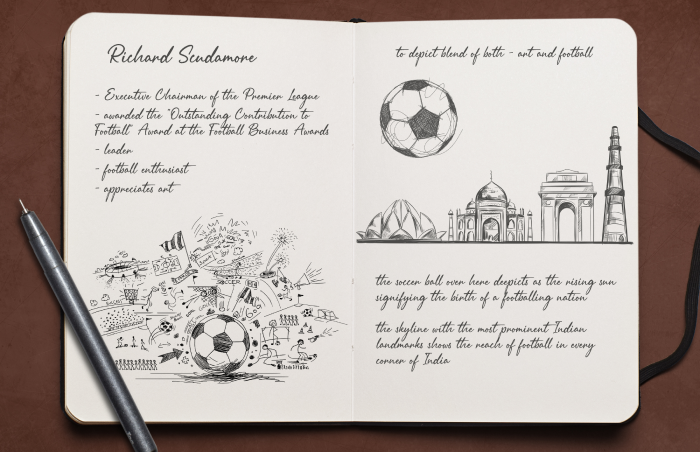 Richard Scudamore
- Executive Chairman of the Premier League
- awarded the "Outstanding Contribution to
Football" Award at the Football Business Awards
- leader
- football enthusiast
- appreciates art
SOCCER
to depict blend of both - art and football
the soccer ball over here deepicts as the rising sun
signifying the birth of a footballing nation
the skyline with the most prominent Indian
landmarks shows the reach of football in every
corner of India